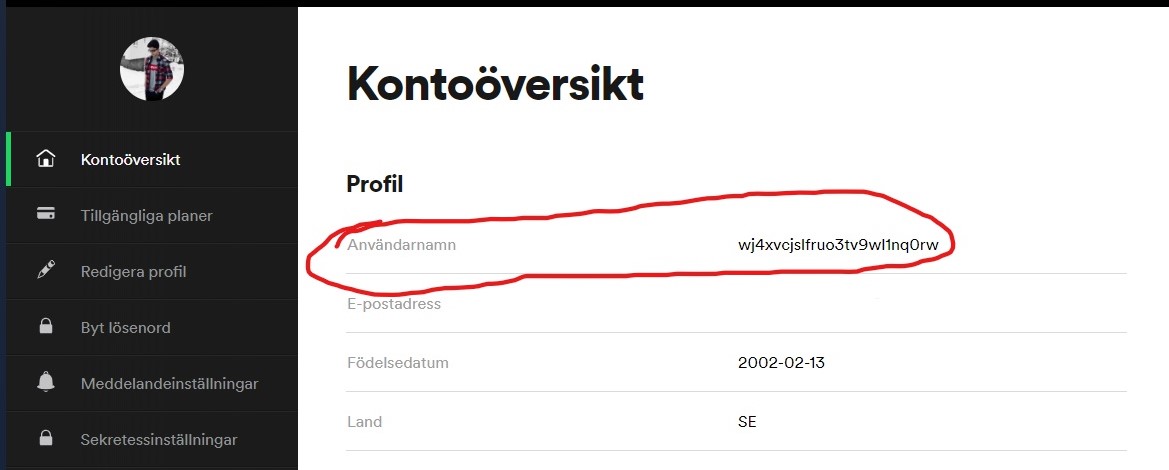 Kontoöversikt
Tillgängliga planer
Redigera profil
Byt lösenord
Meddelandeinställningar
Sekretessinställningar
Kontoöversikt
Profil
Användarnamn wj4xvcjslfruo3tv9wl1nq0rw
E-postadress
Födelsedatum 2002-02-13
Land SE